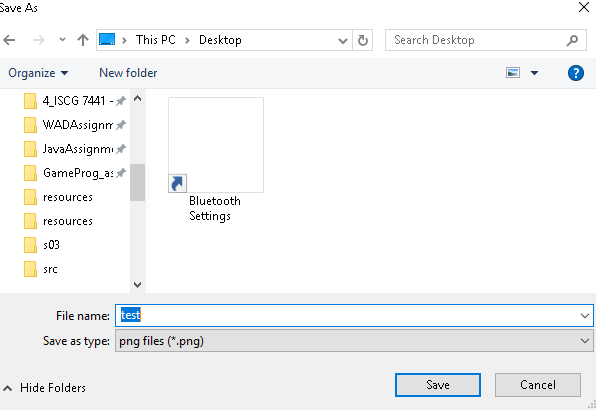 Save As
This PC > Desktop
Search Desktop
Organize
New folder
?
4_ISCG 7441 -
WADAssignm
JavaAssignme
GameProg_as
resources
resources
s03
src
Bluetooth
Settings
File name: test
Save as type: png files (*.png)
Hide Folders
Save
Cancel